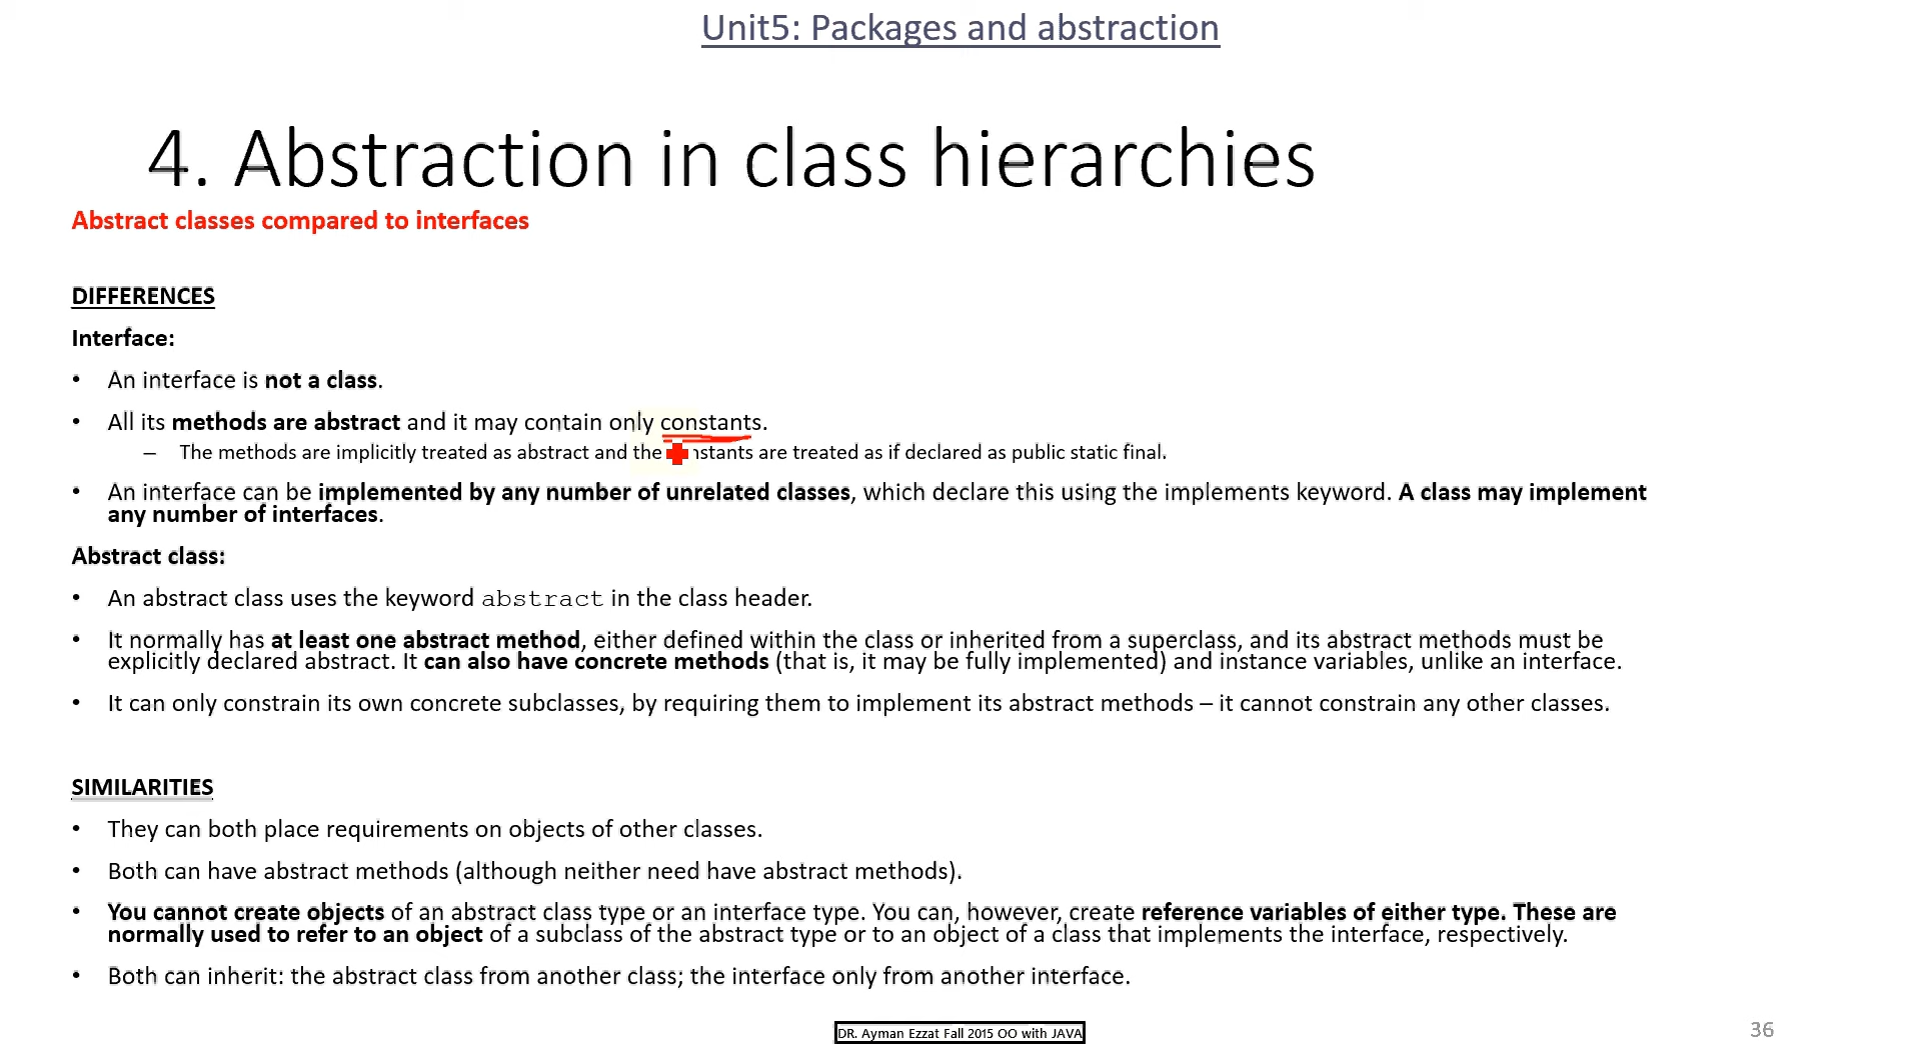 Unit5: Packages and abstraction
4. Abstraction in class hierarchies
Abstract classes compared to interfaces
DIFFERENCES
Interface:
• An interface is not a class.
• All its methods are abstract and it may contain only constants.
– The methods are implicitly treated as abstract and the are treated as if declared as public static final.
• An interface can be implemented by any number of unrelated classes, which declare this using the implements keyword. A class may implement
any number of interfaces.
Abstract class:
• An abstract class uses the keyword abstract in the class header.
• It normally has at least one abstract method, either defined within the class or inherited from a superclass, and its abstract methods must be
explicitly declared abstract. It can also have concrete methods (that is, it may be fully implemented) and instance variables, unlike an interface.
• It can only constrain its own concrete subclasses, by requiring them to implement its abstract methods – it cannot constrain any other classes.
SIMILARITIES
• They can both place requirements on objects of other classes.
• Both can have abstract methods (although neither need have abstract methods).
• You cannot create objects of an abstract class type or an interface type. You can, however, create reference variables of either type. These are
normally used to refer to an object of a subclass of the abstract type or to an object of a class that implements the interface, respectively.
• Both can inherit: the abstract class from another class; the interface only from another interface.
DR. Ayman Ezzat Fall 2015 OO with JAVA
36